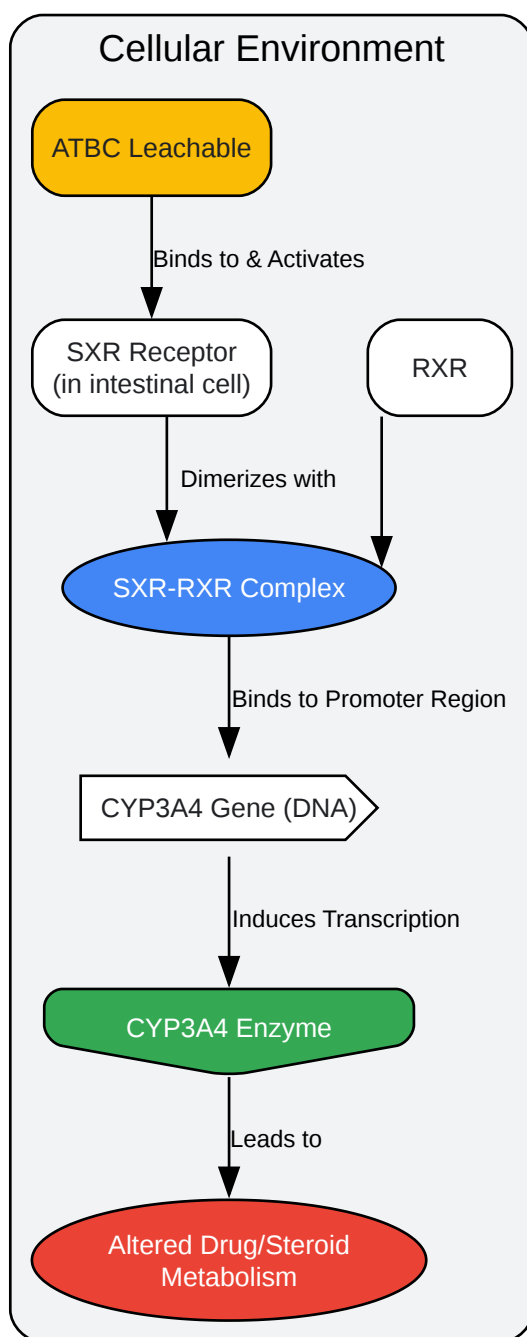 Cellular Environment
ATBC Leachable
Binds to & Activates
SXR Receptor
(in intestinal cell)
RXR
Dimerizes with
SXR-RXR Complex
Binds to Promoter Region
CYP3A4 Gene (DNA)
Induces Transcription
CYP3A4 Enzyme
Leads to
Altered Drug/Steroid
Metabolism